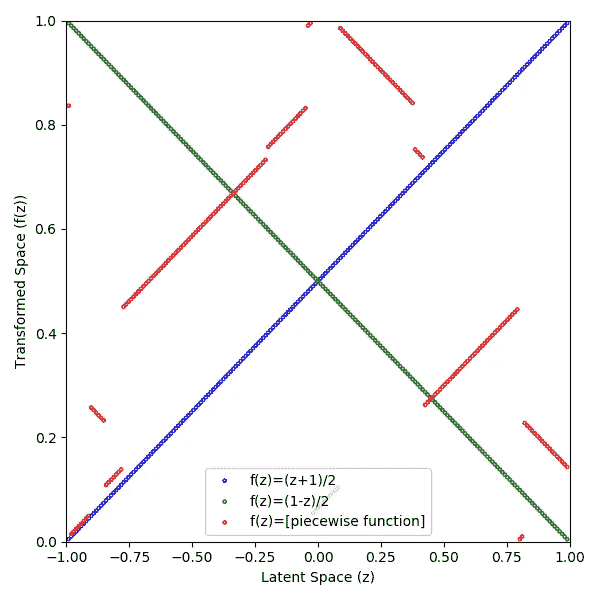 1.0
0.8
0.6
0.4
0.2
0.0
Transformed Space (f(z))
f(z)=(z+1)/2
f(z)=(1-z)/2
f(z)=[piecewise function]
−1.00 −0.75 −0.50 −0.25 0.00 0.25 0.50 0.75 1.00
Latent Space (z)